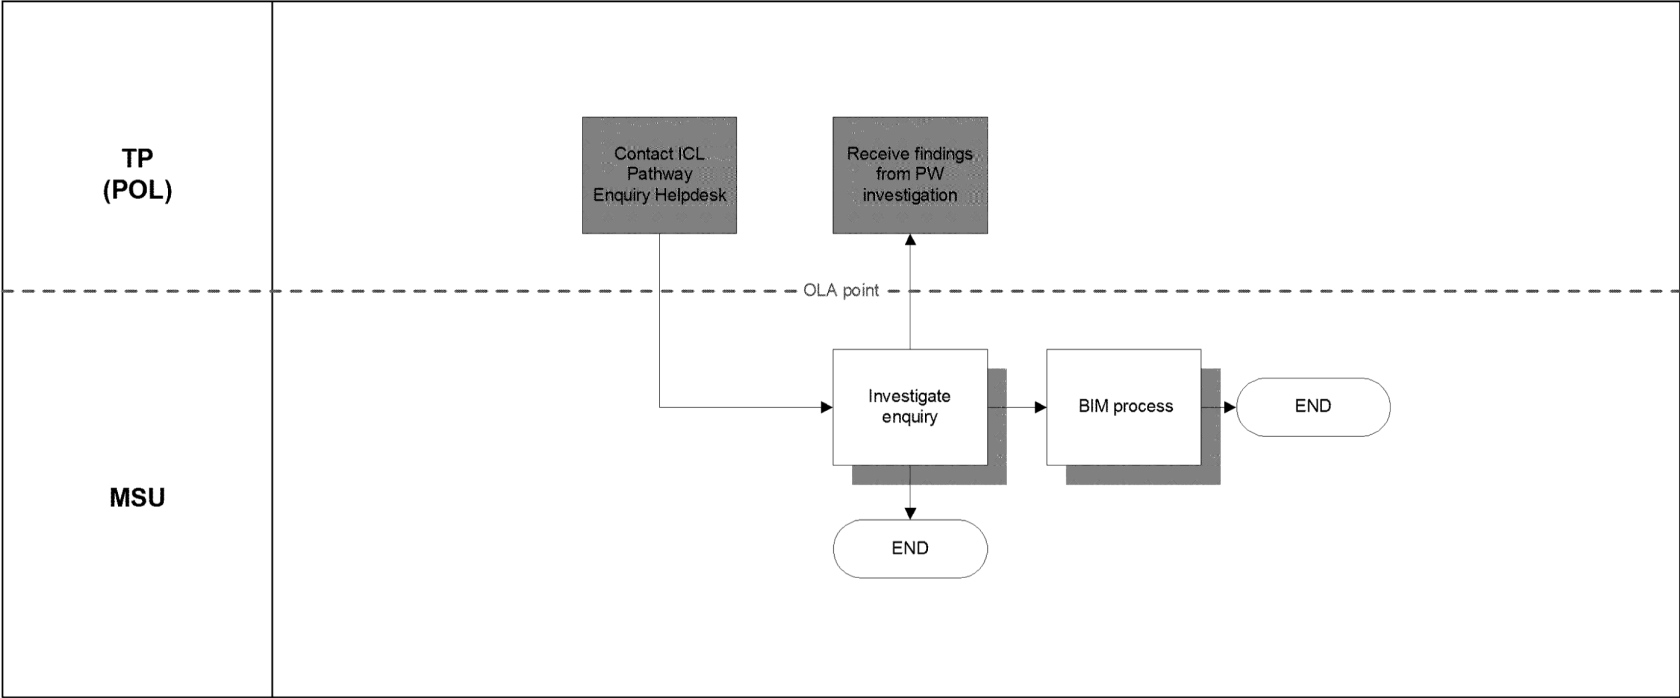 TP
(POL)
Contact ICL
Pathway
Enquiry Helpdesk
Receive findings
from PW
investigation
OLA point
MSU
Investigate
enquiry
BIM process
END
END